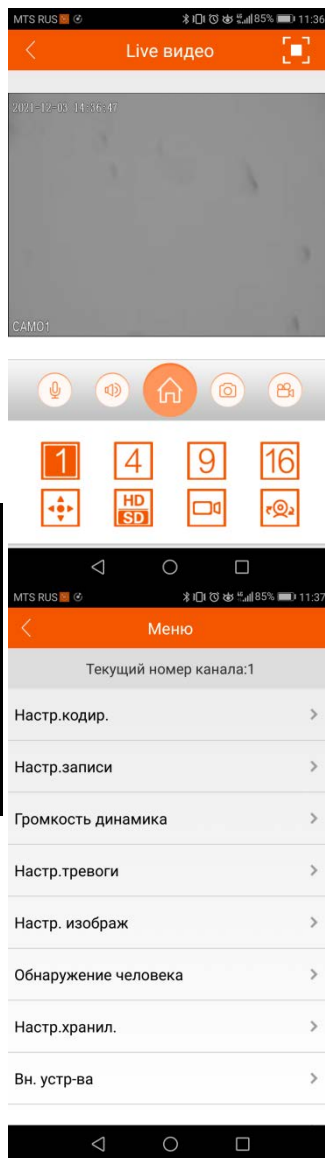 MTS RUS 85% 11:36
Live видео
2021-12-03 14:36:47
CAM01
1 4 9 16
HD
SD
MTS RUS 85% 11:37
Меню
Текущий номер канала:1
Настр.кодир.
Настр.записи
Громкость динамика
Настр.тревоги
Настр. изображ
Обнаружение человека
Настр.хранил.
Вн. устр-ва